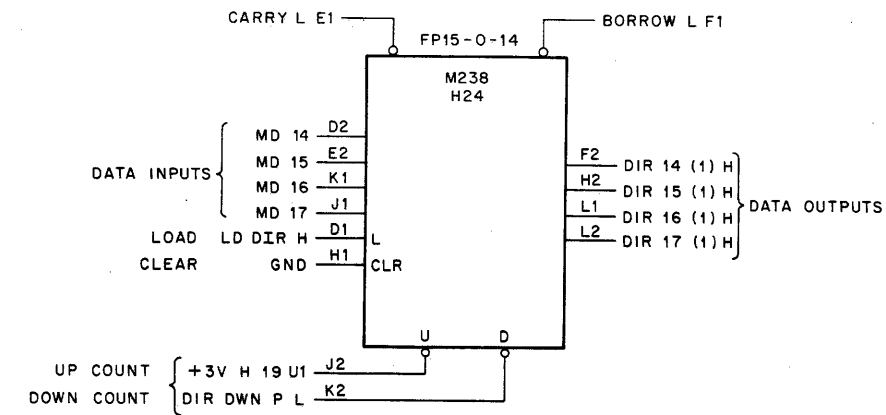 CARRY L E1
BORROW L F1
FP15-0-14
M238
H24
DATA INPUTS
MD 14 D2
MD 15 E2
MD 16 K1
MD 17 J1
LOAD LD DIR H D1 L
CLEAR GND H1 CLR
F2 DIR 14 (1) H
H2 DIR 15 (1) H
L1 DIR 16 (1) H
L2 DIR 17 (1) H
DATA OUTPUTS
U D
UP COUNT +3V H 19 U1 J2
DOWN COUNT DIR DWN P L K2